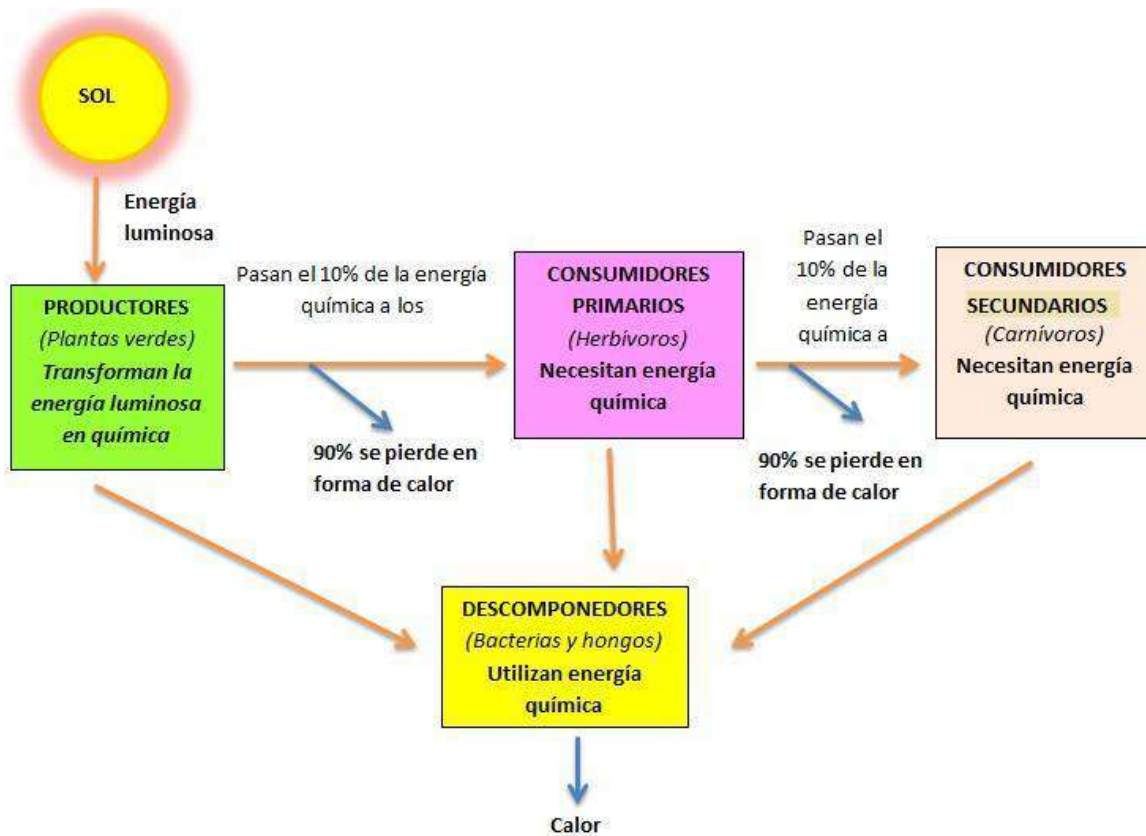 SOL
Energía
luminosa
PRODUCTORES
(Plantas verdes)
Transforman la
energía luminosa
en química
Pasan el 10% de la energía
química a los
90% se pierde en
forma de calor
CONSUMIDORES
PRIMARIOS
(Herbívoros)
Necesitan energía
química
Pasan el
10% de la
energía
química a
90% se pierde en
forma de calor
CONSUMIDORES
SECUNDARIOS
(Carnívoros)
Necesitan energía
química
DESCOMPONEDORES
(Bacterias y hongos)
Utilizan energía
química
Calor